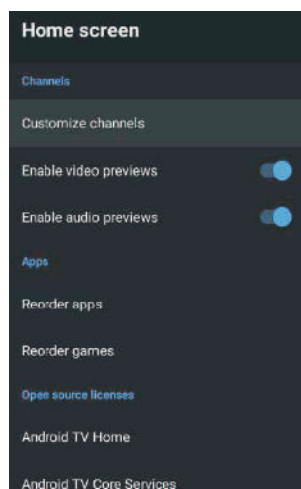 Home screen
Channels
Customize channels
Enable video previews
Enable audio previews
Apps
Reorder apps
Reorder games
Open source licenses
Android TV Home
Android TV Core Services